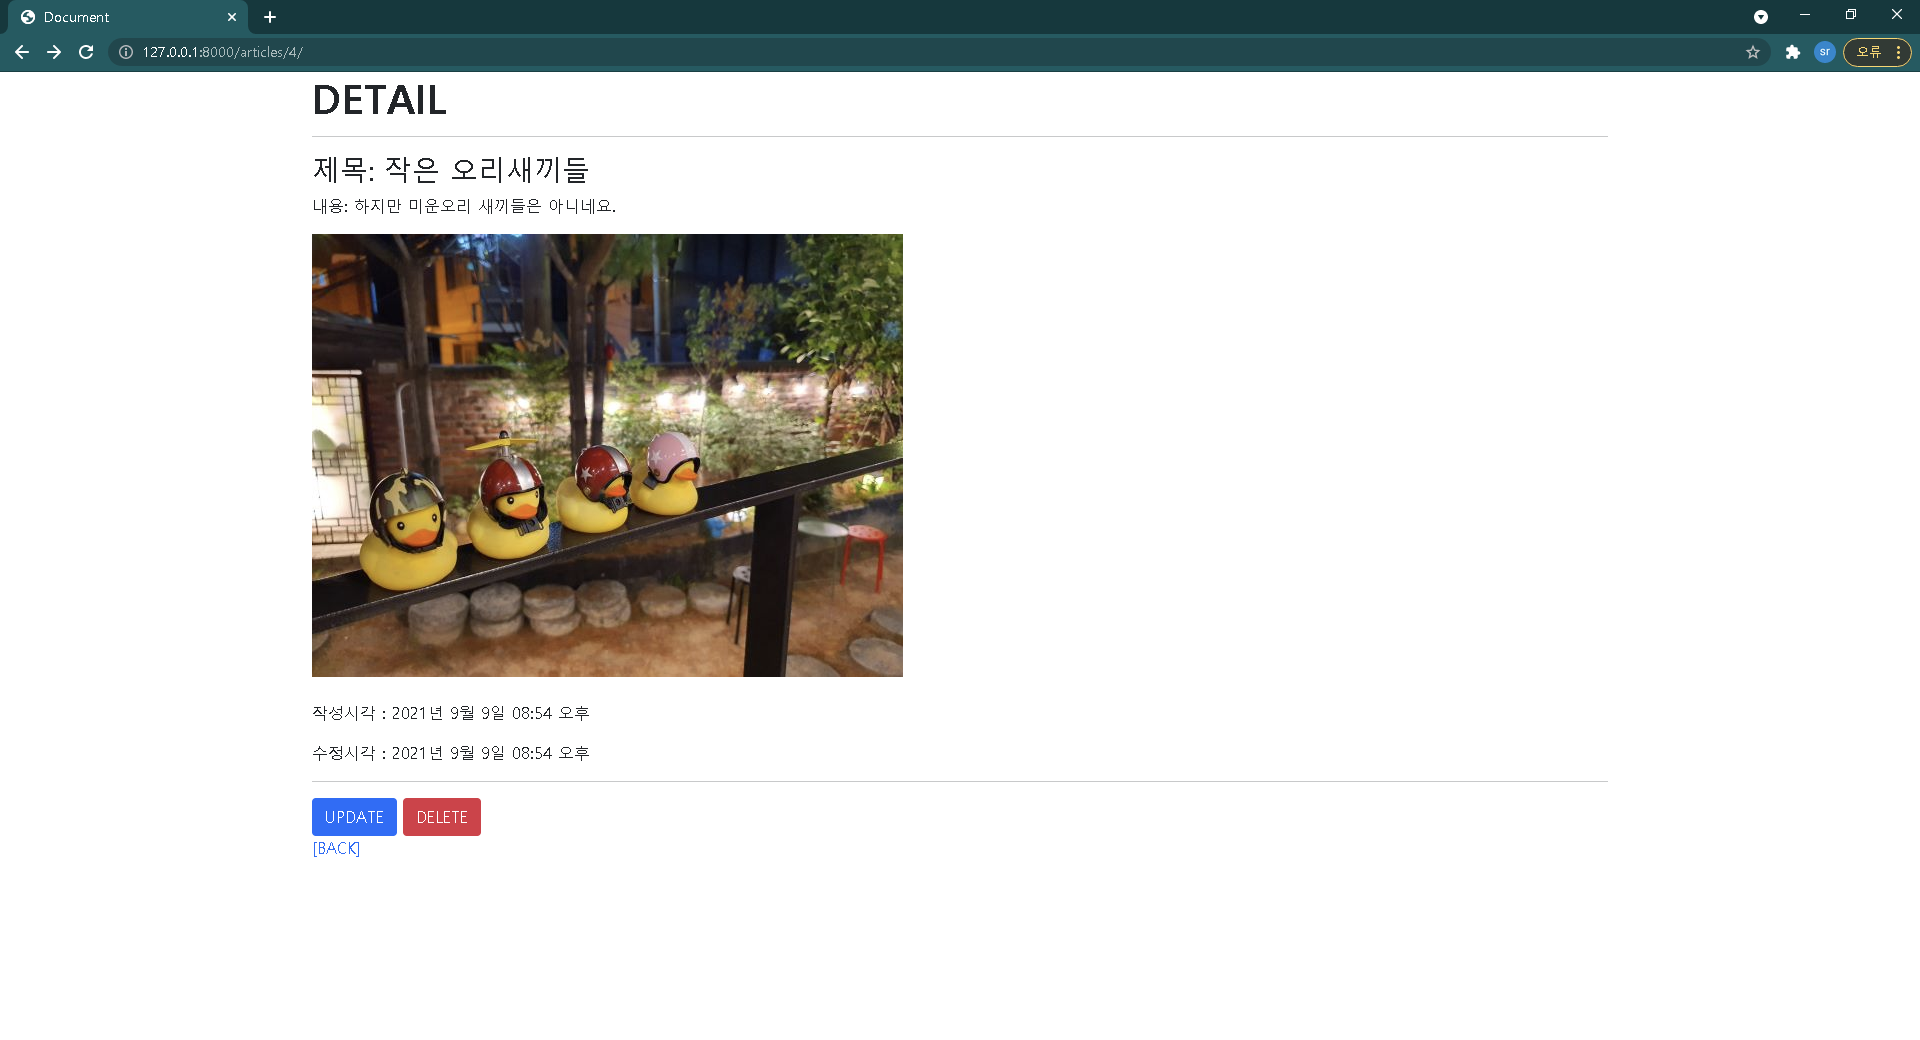 Document
127.0.0.1:8000/articles/4/
sr
오류
DETAIL
제목: 작은 오리새끼들
내용: 하지만 미운오리 새끼들은 아니네요.
작성시각 : 2021년 9월 9일 08:54 오후
수정시각 : 2021년 9월 9일 08:54 오후
UPDATE DELETE
[BACK]